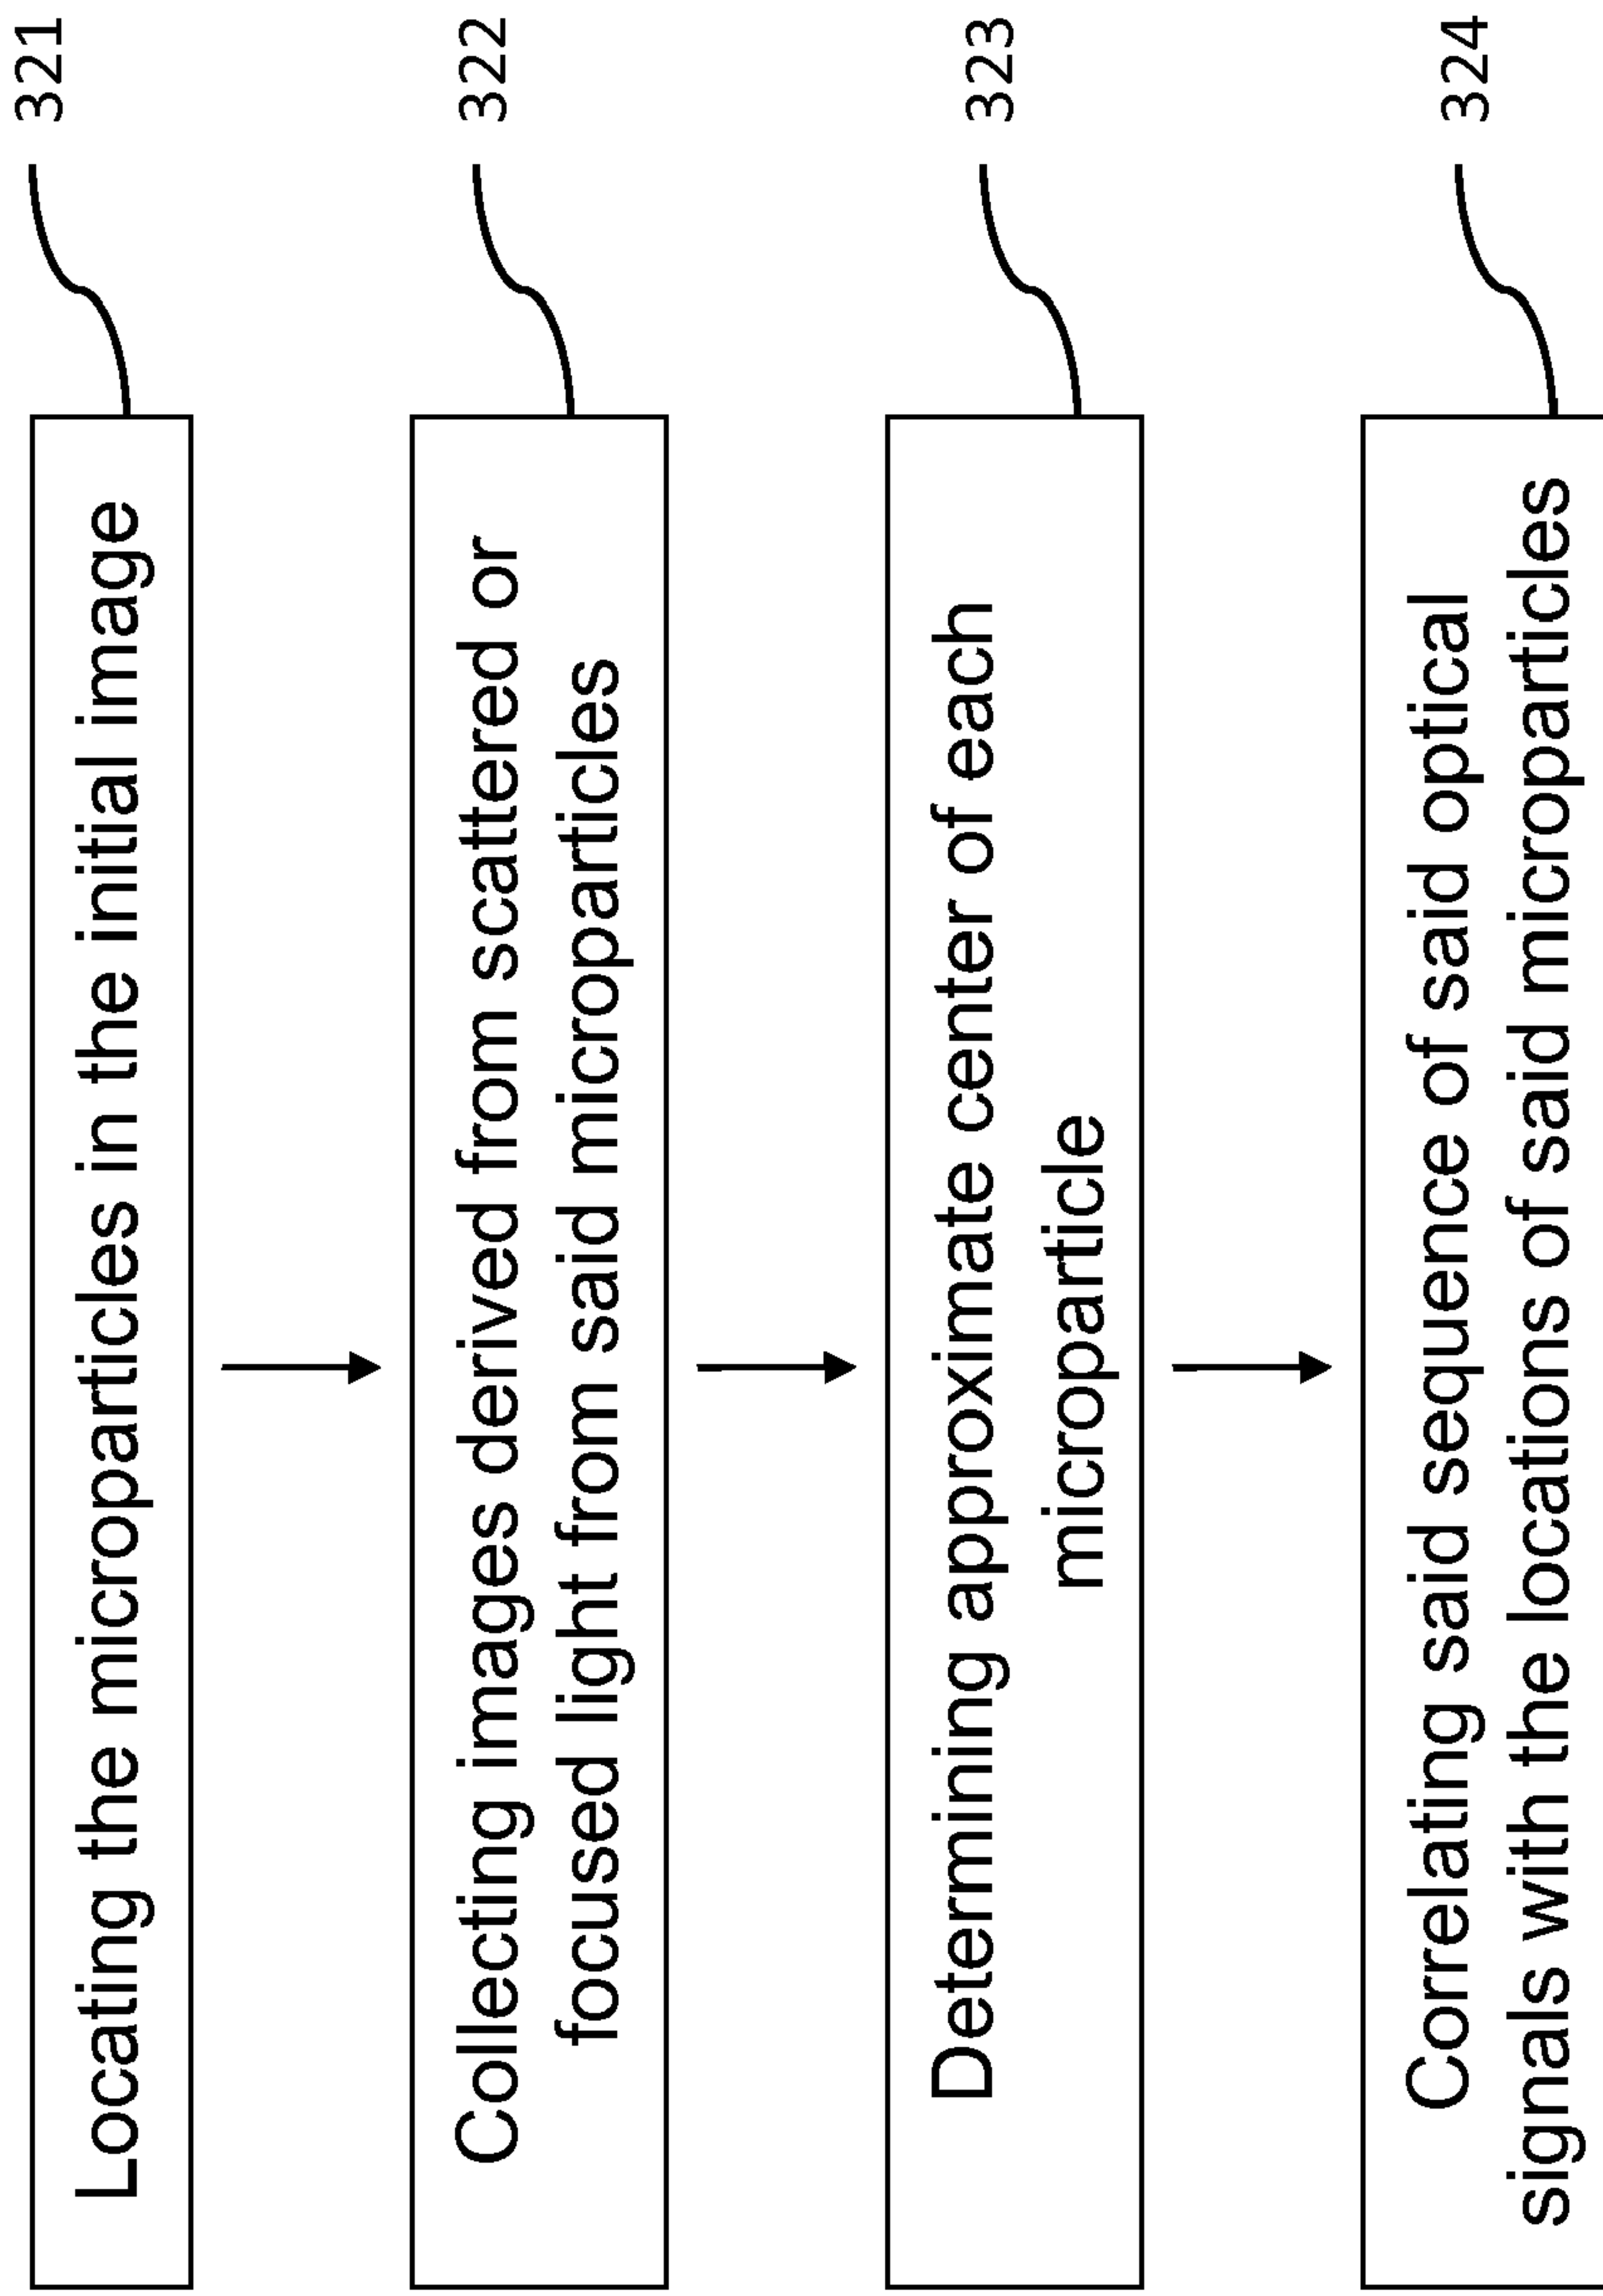 Locating the microparticles in the initial image
321
Collecting images derived from scattered or
focused light from said microparticles
322
Determining approximate center of each
microparticle
323
Correlating said sequence of said optical
signals with the locations of said microparticles
324